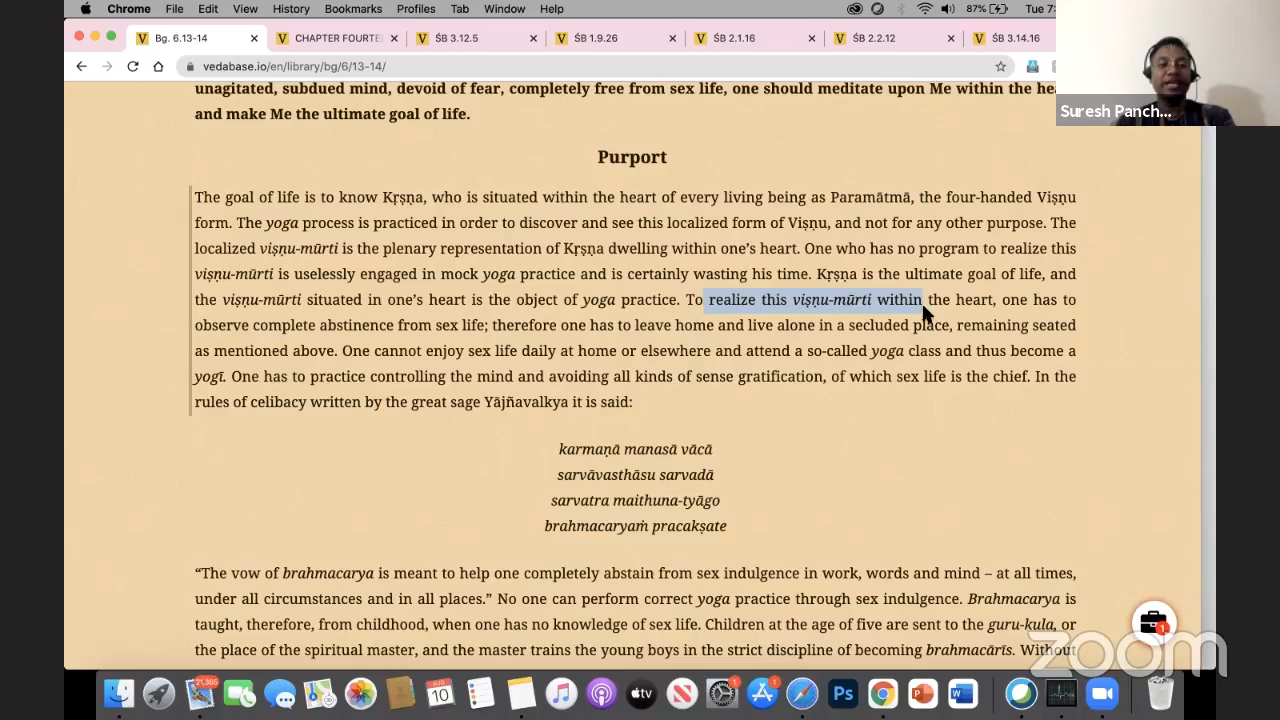 Chrome File Edit View History Bookmarks Profiles Tab Window Help 87% Tue 7:
Bg. 6.13-14 CHAPTER FOURTE ŚB 3.12.5 ŚB 1.9.26 ŚB 2.1.16 ŚB 2.2.12 ŚB 3.14.16
vedabase.io/en/library/bg/6/13-14/
Suresh Panch...
unagitated, subdued mind, devoid of fear, completely free from sex life, one should meditate upon Me within the
and make Me the ultimate goal of life.
Purport
The goal of life is to know Kṛṣṇa, who is situated within the heart of every living being as Paramātmā, the four-handed Viṣṇu
form. The yoga process is practiced in order to discover and see this localized form of Viṣṇu, and not for any other purpose. The
localized viṣṇu-mūrti is the plenary representation of Kṛṣṇa dwelling within one’s heart. One who has no program to realize this
viṣṇu-mūrti is uselessly engaged in mock yoga practice and is certainly wasting his time. Kṛṣṇa is the ultimate goal of life, and
the viṣṇu-mūrti situated in one’s heart is the object of yoga practice. To realize this viṣṇu-mūrti within the heart, one has to
observe complete abstinence from sex life; therefore one has to leave home and live alone in a secluded place, remaining seated
as mentioned above. One cannot enjoy sex life daily at home or elsewhere and attend a so-called yoga class and thus become a
yogī. One has to practice controlling the mind and avoiding all kinds of sense gratification, of which sex life is the chief. In the
rules of celibacy written by the great sage Yājñavalkya it is said:
karmaṇā manasā vācā
sarvāvasthāsu sarvadā
sarvatra maithuna-tyāgo
brahmacaryaṁ pracakṣate
“The vow of brahmacarya is meant to help one completely abstain from sex indulgence in work, words and mind – at all times,
under all circumstances and in all places.” No one can perform correct yoga practice through sex indulgence. Brahmacarya is
taught, therefore, from childhood, when one has no knowledge of sex life. Children at the age of five are sent to the guru-kula, or
the place of the spiritual master, and the master trains the young boys in the strict discipline of becoming brahmacārīs. Without
1
zoom
21,365 AUG 10 tv 1 1 Ps P W